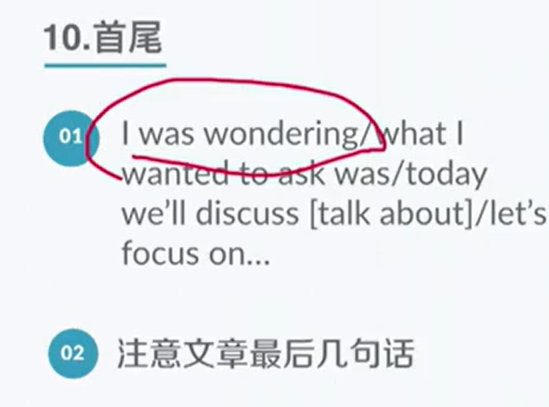 10.首尾
01 I was wondering/what I
wanted to ask was/today
we’ll discuss [talk about]/let’s
focus on...
02 注意文章最后几句话